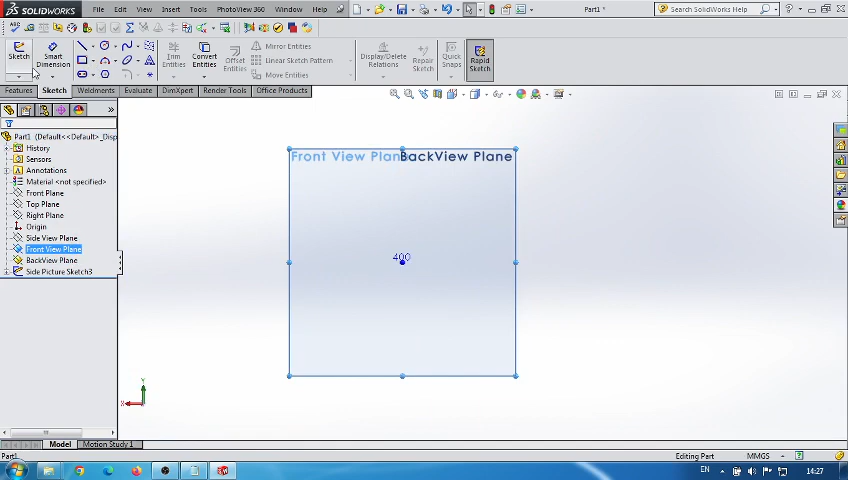 SOLIDWORKS File Edit View Insert Tools PhotoView 360 Window Help Part1 * Search SolidWorks Help
Sketch Smart Dimension Trim Entities Convert Entities Offset Entities Mirror Entities Linear Sketch Pattern Move Entities Display/Delete Relations Repair Sketch Quick Snaps Rapid Sketch
Features Sketch Weldments Evaluate DimXpert Render Tools Office Products
Part1 (Default<<Default>_Disp
History
Sensors
Annotations
Material <not specified>
Front Plane
Top Plane
Right Plane
Origin
Side View Plane
Front View Plane
BackView Plane
Side Picture Sketch3
Front View Plan BackView Plane
400
Y
X
Model Motion Study 1
Part1 Editing Part MMGS
EN 14:27